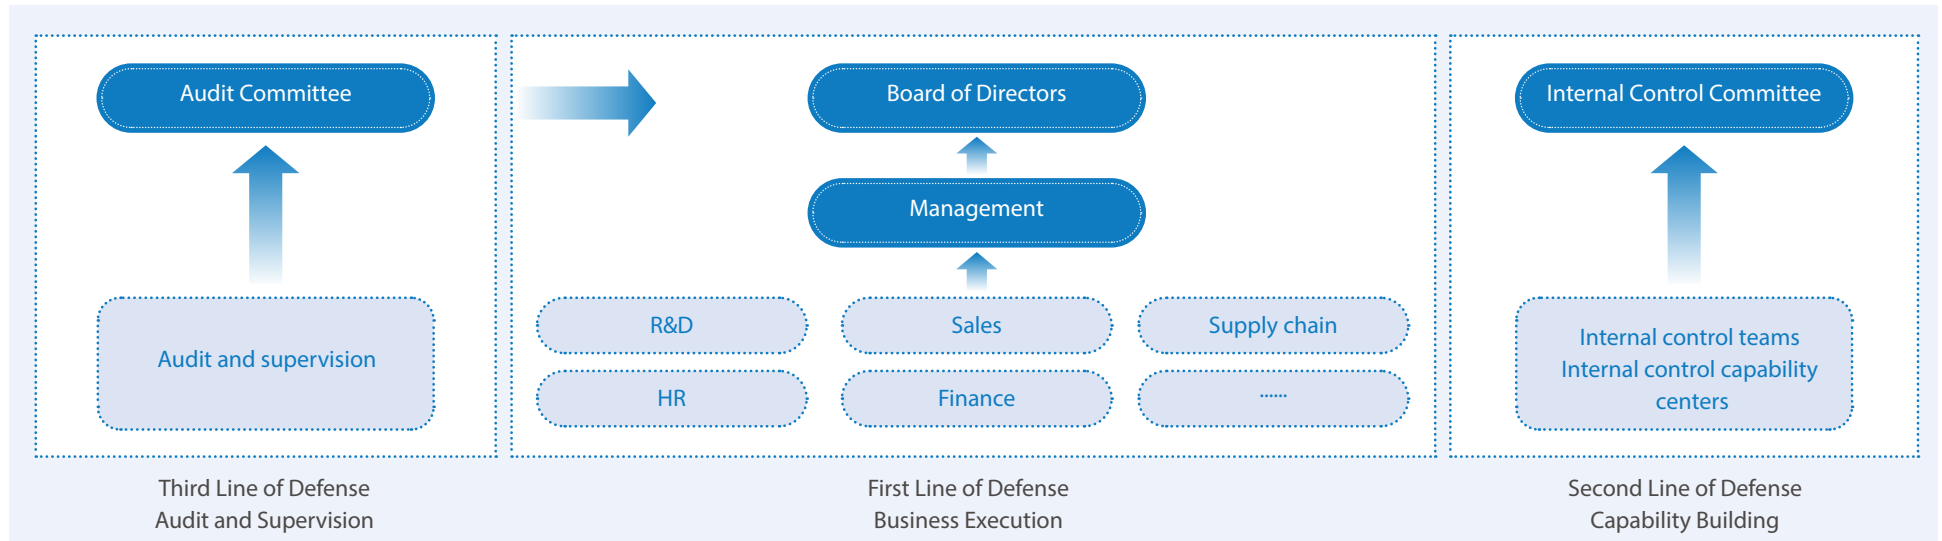 Audit Committee
Audit and supervision
Third Line of Defense
Audit and Supervision
Board of Directors
Management
R&D
Sales
Supply chain
HR
Finance
······
First Line of Defense
Business Execution
Internal Control Committee
Internal control teams
Internal control capability
centers
Second Line of Defense
Capability Building